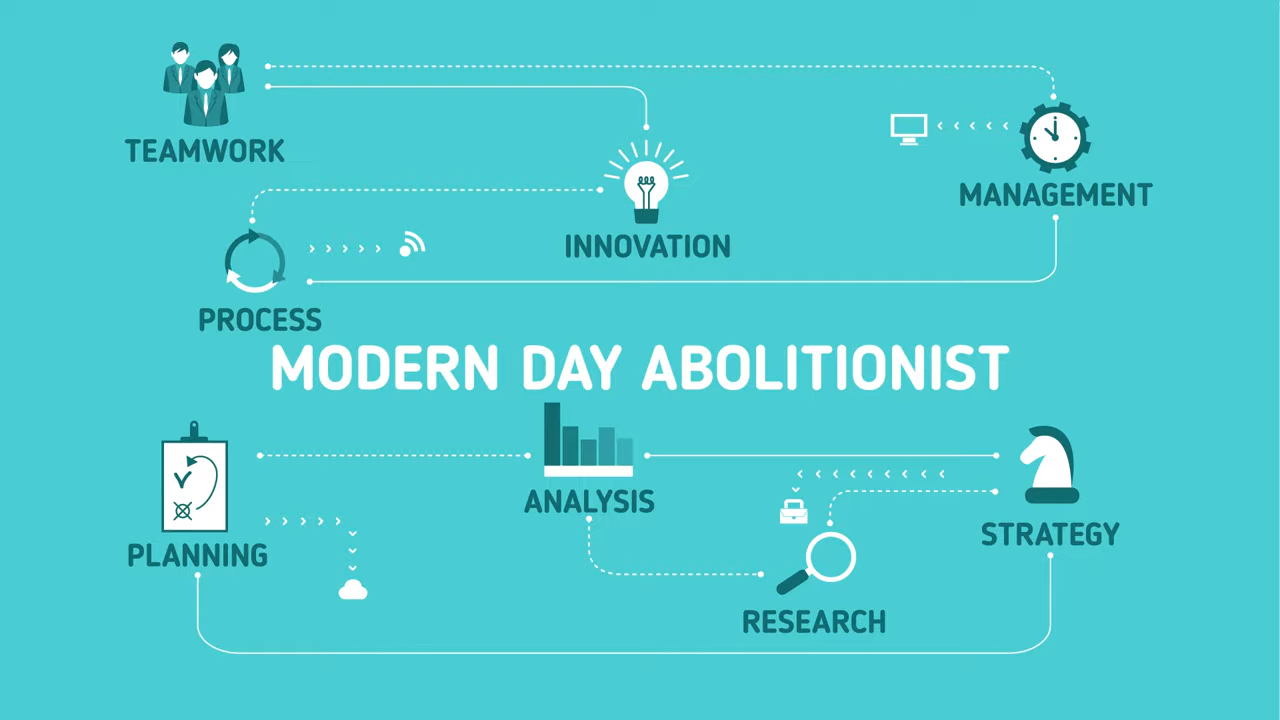 TEAMWORK
MANAGEMENT
INNOVATION
PROCESS
MODERN DAY ABOLITIONIST
ANALYSIS
STRATEGY
PLANNING
RESEARCH